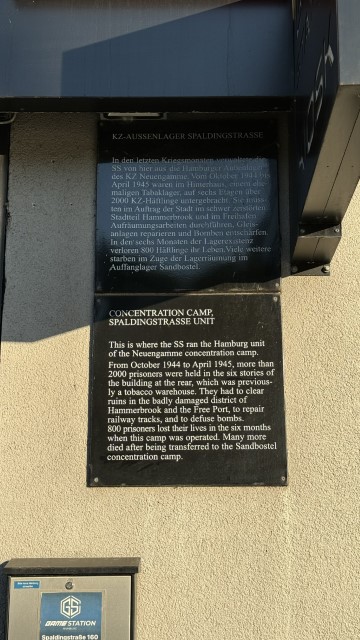 KZ-AUSSENLAGER SPALDINGSTRASSE
In den letzten Kriegsmonaten verwaltete die
SS von hier aus die Hamburger
des KZ Neuengamme. Vom Oktober 1944 bis
April 1945 waren im Hinterhaus, einem ehe-
maligen Tabaklager, auf sechs Etagen über
2000 KZ-Häftlinge untergebracht. Sie muss-
ten im Auftrag der Stadt im schwer zerstörten
Stadtteil Hammerbrook und im Freihafen
Aufräumungsarbeiten durchführen, Gleis-
anlagen reparieren und Bomben entschärfen.
In den sechs Monaten der Lagerexistenz
verloren 800 Häftlinge ihr Leben. Viele weitere
starben im Zuge der Lagerräumung im
Auffanglager Sandbostel.
CONCENTRATION CAMP,
SPALDINGSTRASSE UNIT
This is where the SS ran the Hamburg unit
of the Neuengamme concentration camp.
From October 1944 to April 1945, more than
2000 prisoners were held in the six stories of
the building at the rear, which was previous-
ly a tobacco warehouse. They had to clear
ruins in the badly damaged district of
Hammerbrook and the Free Port, to repair
railway tracks, and to defuse bombs.
800 prisoners lost their lives in the six months
when this camp was operated. Many more
died after being transferred to the Sandbostel
concentration camp.
GS
GAMESTATION
Spaldingstraße 160